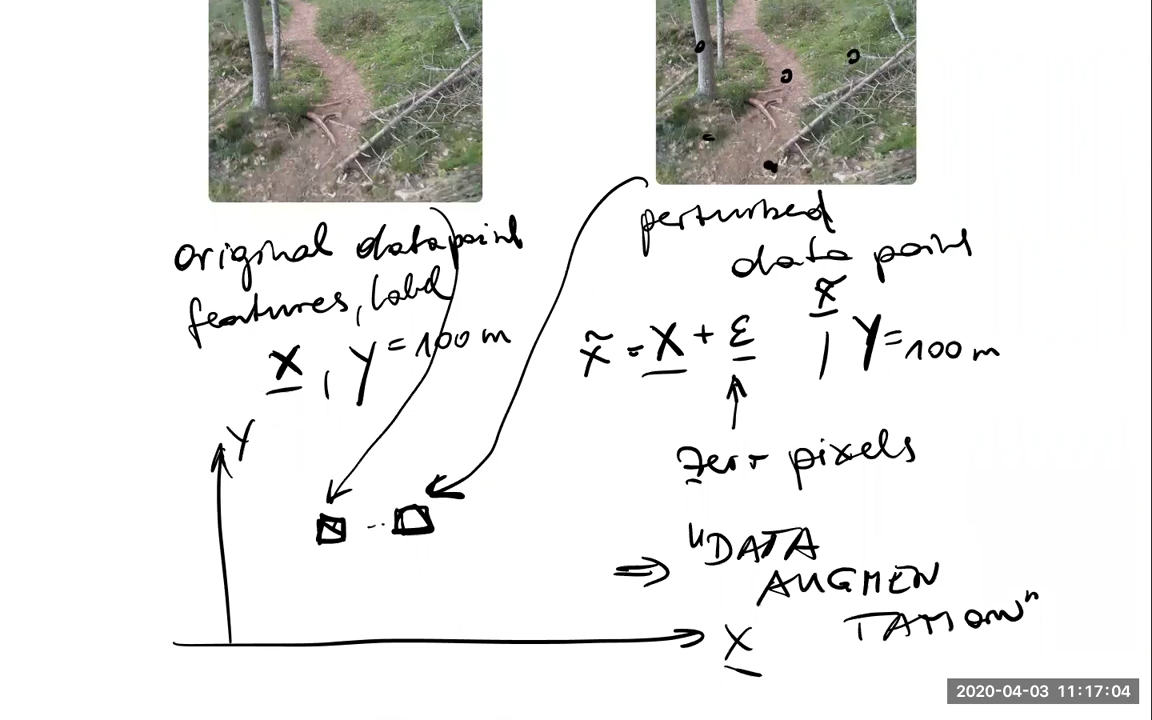 original datapoint
features, label
x , y = 100 m
perturbed
data point
x̃
x̃ = x + ε , y = 100 m
zero pixels
y
⇒ "DATA
AUGMEN
TATION"
x
2020-04-03 11:17:04